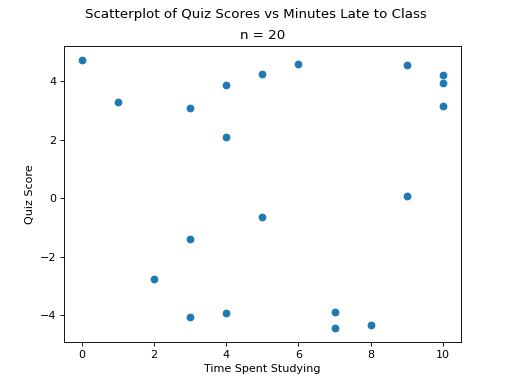 Scatterplot of Quiz Scores vs Minutes Late to Class
n = 20
4
2
0
−2
−4
Quiz Score
0 2 4 6 8 10
Time Spent Studying